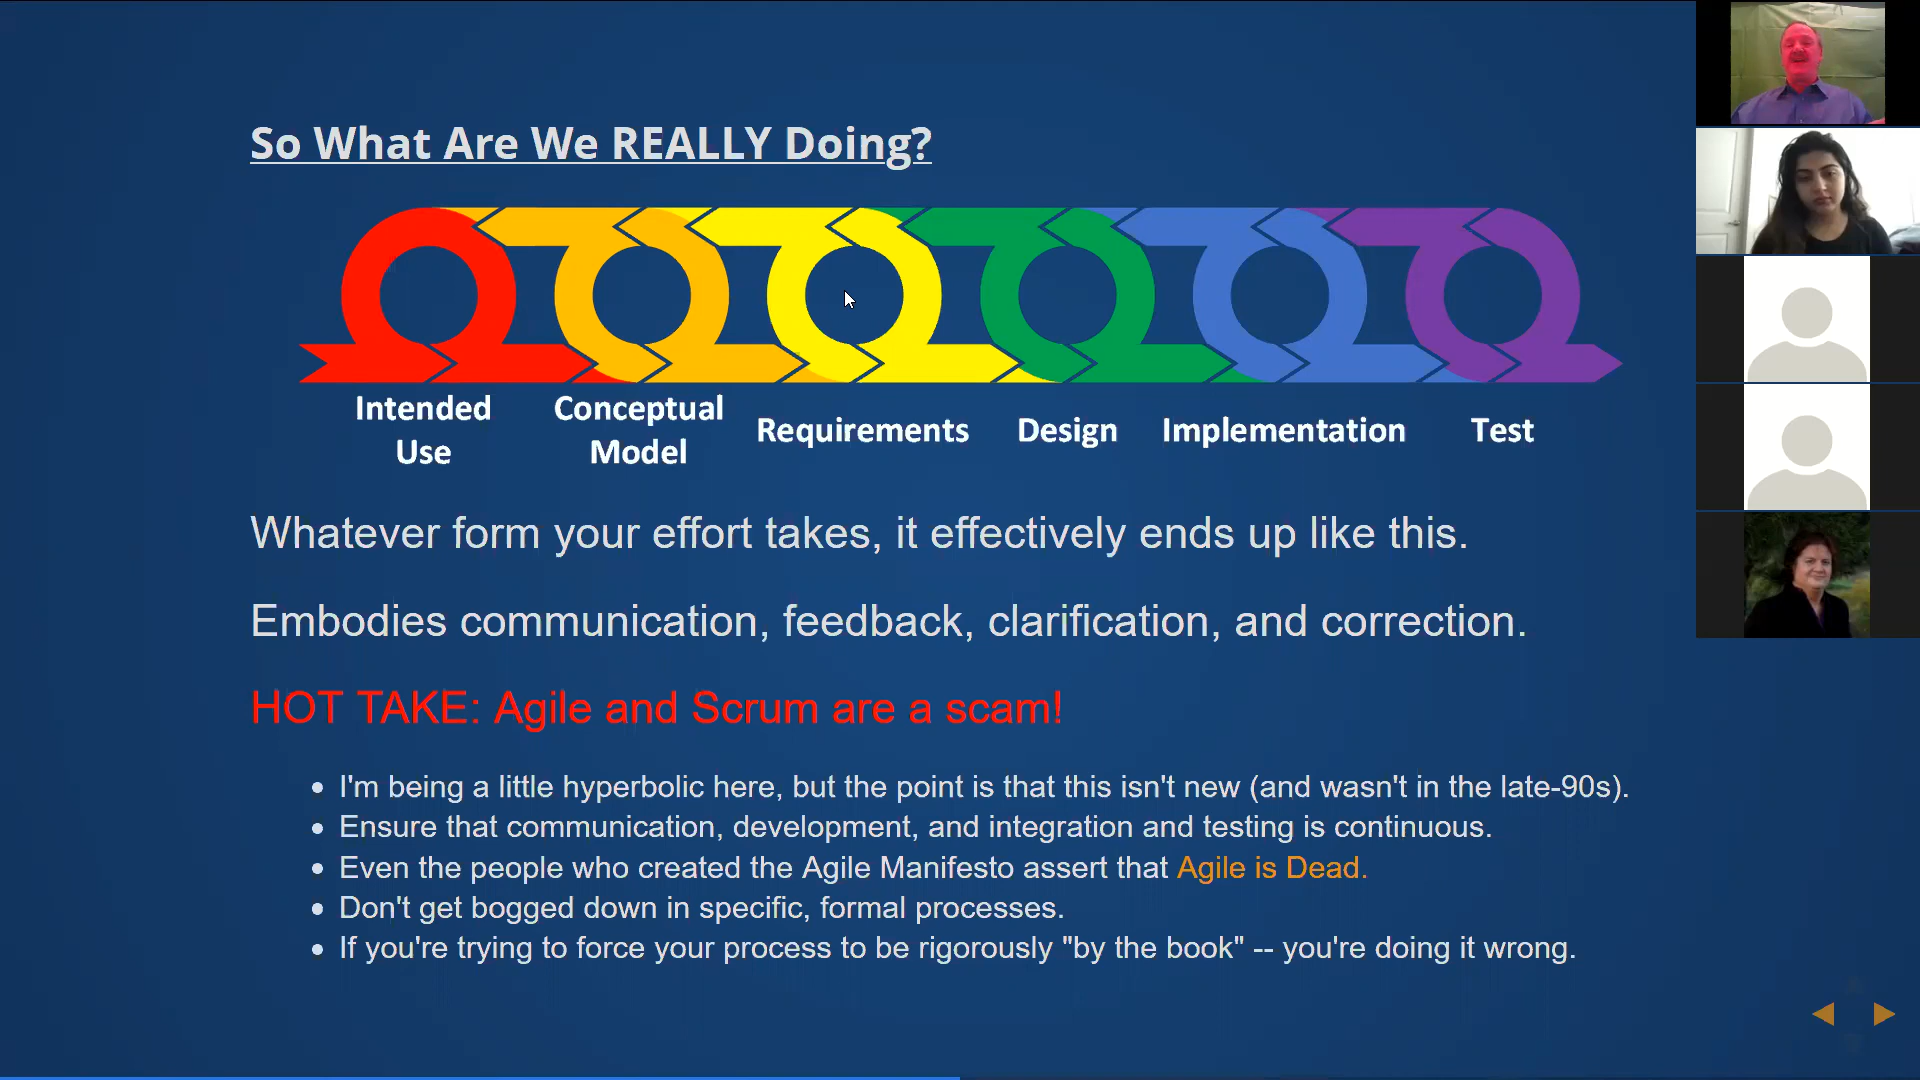 So What Are We REALLY Doing?
Intended
Use
Conceptual
Model
Requirements
Design
Implementation
Test
Whatever form your effort takes, it effectively ends up like this.
Embodies communication, feedback, clarification, and correction.
HOT TAKE: Agile and Scrum are a scam!
• I'm being a little hyperbolic here, but the point is that this isn't new (and wasn't in the late-90s).
• Ensure that communication, development, and integration and testing is continuous.
• Even the people who created the Agile Manifesto assert that Agile is Dead.
• Don't get bogged down in specific, formal processes.
• If you're trying to force your process to be rigorously "by the book" -- you're doing it wrong.